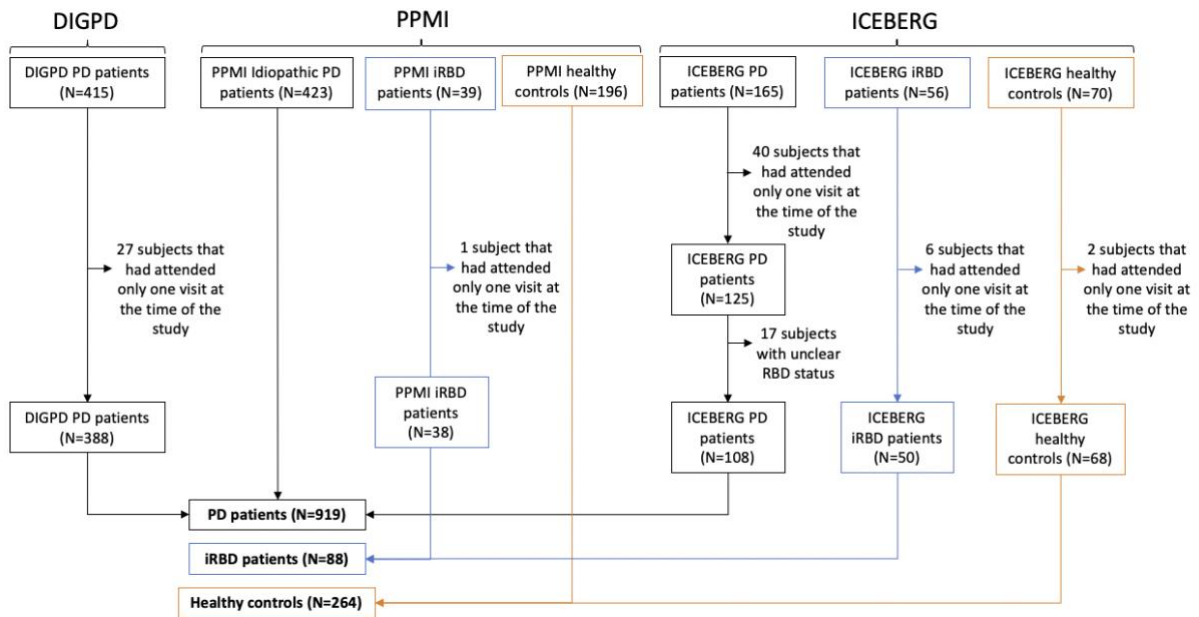 DIGPD
PPMI
ICEBERG
DIGPD PD patients
(N=415)
PPMI Idiopathic PD
patients (N=423)
PPMI iRBD
patients (N=39)
PPMI healthy
controls (N=196)
ICEBERG PD
patients (N=165)
ICEBERG iRBD
patients (N=56)
ICEBERG healthy
controls (N=70)
40 subjects that
had attended
only one visit at
the time of the
study
27 subjects that
had attended
only one visit at
the time of the
study
1 subject that
had attended
only one visit at
the time of the
study
ICEBERG PD
patients
(N=125)
6 subjects that
had attended
only one visit at
the time of the
study
2 subjects that
had attended
only one visit at
the time of the
study
17 subjects
with unclear
RBD status
DIGPD PD patients
(N=388)
PPMI iRBD
patients
(N=38)
ICEBERG PD
patients
(N=108)
ICEBERG
iRBD patients
(N=50)
ICEBERG
healthy
controls (N=68)
PD patients (N=919)
iRBD patients (N=88)
Healthy controls (N=264)